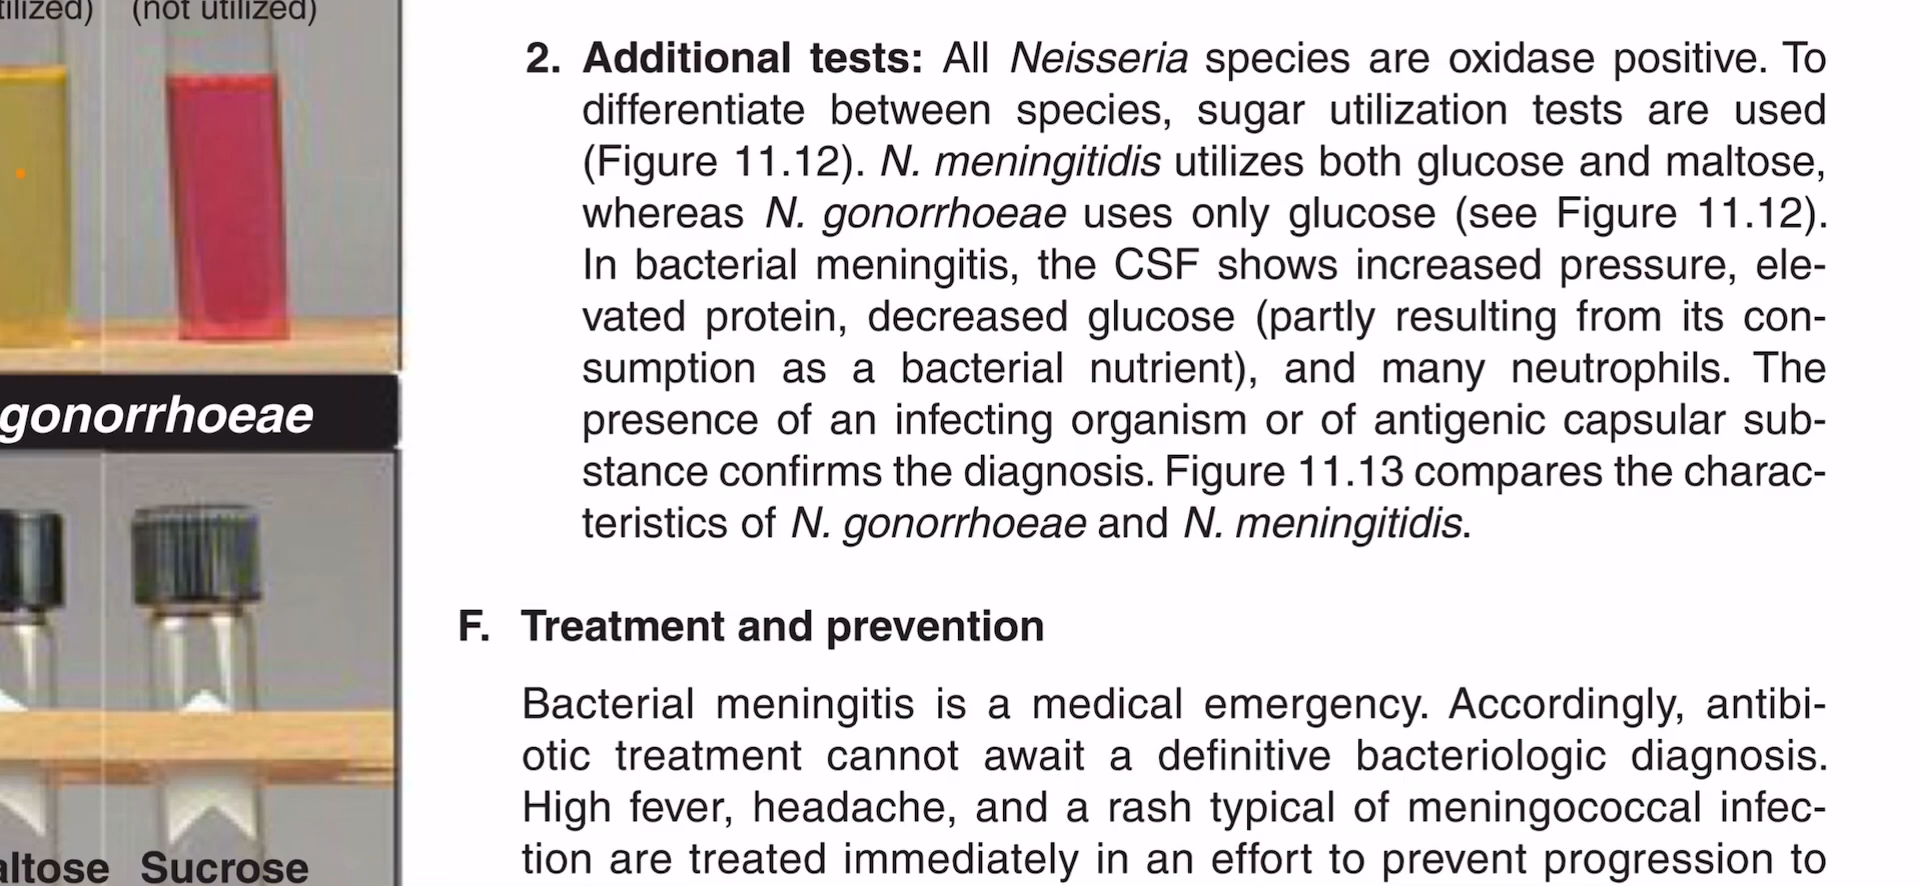 (not utilized)
gonorrhoeae
Sucrose
2. Additional tests: All Neisseria species are oxidase positive. To
differentiate between species, sugar utilization tests are used
(Figure 11.12). N. meningitidis utilizes both glucose and maltose,
whereas N. gonorrhoeae uses only glucose (see Figure 11.12).
In bacterial meningitis, the CSF shows increased pressure, ele-
vated protein, decreased glucose (partly resulting from its con-
sumption as a bacterial nutrient), and many neutrophils. The
presence of an infecting organism or of antigenic capsular sub-
stance confirms the diagnosis. Figure 11.13 compares the charac-
teristics of N. gonorrhoeae and N. meningitidis.
F. Treatment and prevention
Bacterial meningitis is a medical emergency. Accordingly, antibi-
otic treatment cannot await a definitive bacteriologic diagnosis.
High fever, headache, and a rash typical of meningococcal infec-
tion are treated immediately in an effort to prevent progression to